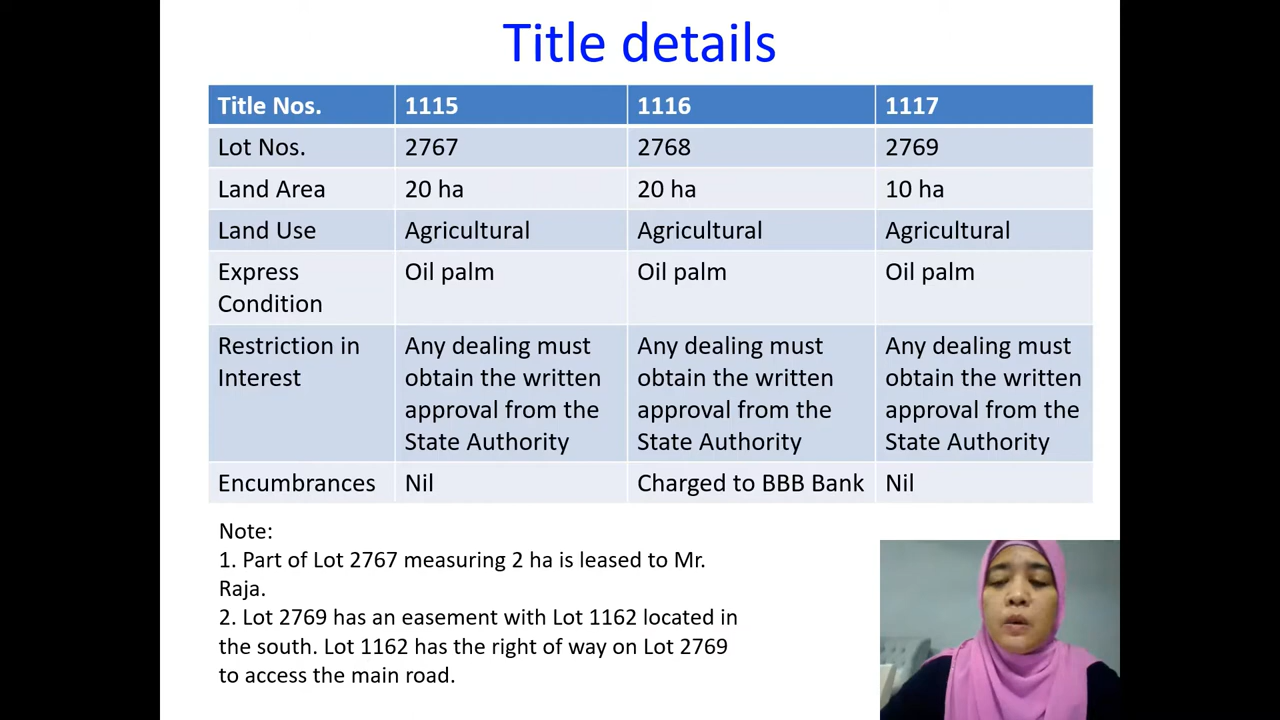 Title details
Title Nos. 1115 1116 1117
Lot Nos. 2767 2768 2769
Land Area 20 ha 20 ha 10 ha
Land Use Agricultural Agricultural Agricultural
Express Oil palm Oil palm Oil palm
Condition
Restriction in Any dealing must Any dealing must Any dealing must
Interest obtain the written obtain the written obtain the written
approval from the approval from the approval from the
State Authority State Authority State Authority
Encumbrances Nil Charged to BBB Bank Nil
Note:
1. Part of Lot 2767 measuring 2 ha is leased to Mr.
Raja.
2. Lot 2769 has an easement with Lot 1162 located in
the south. Lot 1162 has the right of way on Lot 2769
to access the main road.